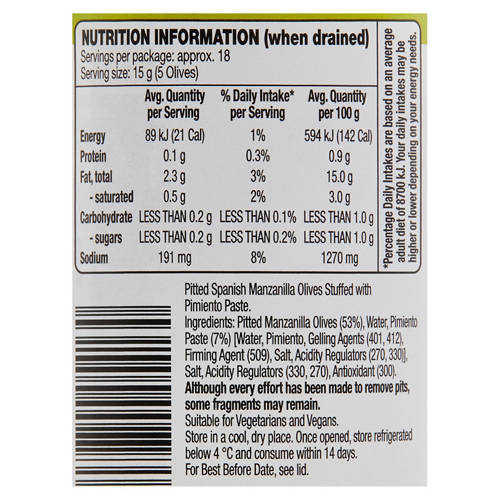 NUTRITION INFORMATION (when drained)
Servings per package: approx. 18
Serving size: 15 g (5 Olives)
Avg. Quantity per Serving % Daily Intake* per Serving Avg. Quantity per 100 g
Energy 89 kJ (21 Cal) 1% 594 kJ (142 Cal)
Protein 0.1 g 0.3% 0.9 g
Fat, total 2.3 g 3% 15.0 g
- saturated 0.5 g 2% 3.0 g
Carbohydrate LESS THAN 0.2 g LESS THAN 0.1% LESS THAN 1.0 g
- sugars LESS THAN 0.2 g LESS THAN 0.2% LESS THAN 1.0 g
Sodium 191 mg 8% 1270 mg
*Percentage Daily Intakes are based on an average
adult diet of 8700 kJ. Your daily intakes may be
higher or lower depending on your energy needs.
Pitted Spanish Manzanilla Olives Stuffed with
Pimiento Paste.
Ingredients: Pitted Manzanilla Olives (53%), Water, Pimiento
Paste (7%) [Water, Pimiento, Gelling Agents (401, 412),
Firming Agent (509), Salt, Acidity Regulators (270, 330)],
Salt, Acidity Regulators (330, 270), Antioxidant (300).
Although every effort has been made to remove pits,
some fragments may remain.
Suitable for Vegetarians and Vegans.
Store in a cool, dry place. Once opened, store refrigerated
below 4 °C and consume within 14 days.
For Best Before Date, see lid.